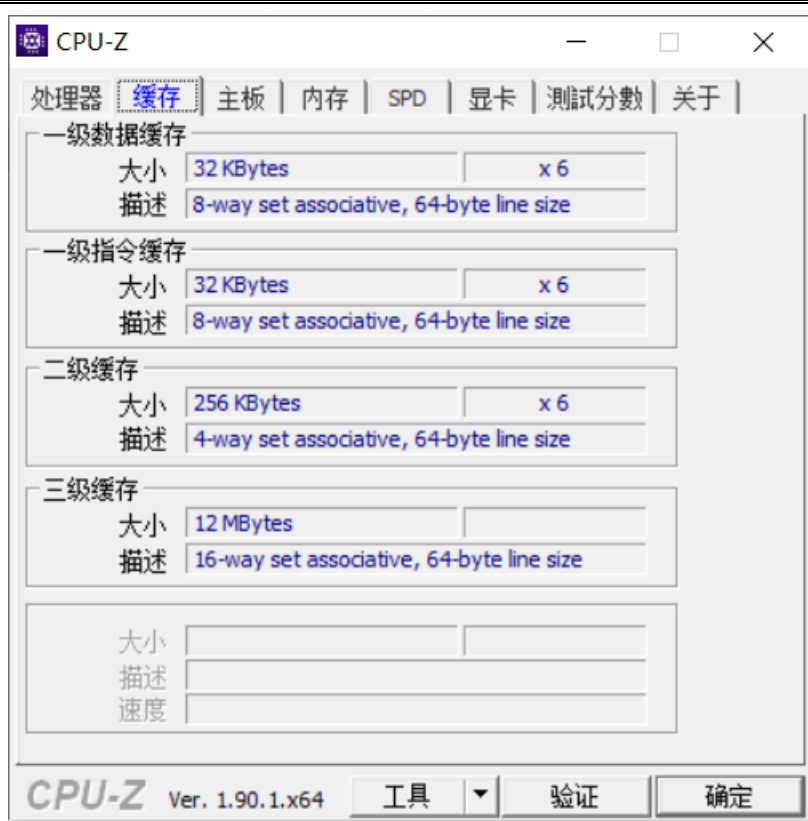 CPU-Z
处理器 缓存 主板 内存 SPD 显卡 測試分數 关于
一级数据缓存
大小 32 KBytes x 6
描述 8-way set associative, 64-byte line size
一级指令缓存
大小 32 KBytes x 6
描述 8-way set associative, 64-byte line size
二级缓存
大小 256 KBytes x 6
描述 4-way set associative, 64-byte line size
三级缓存
大小 12 MBytes
描述 16-way set associative, 64-byte line size
大小
描述
速度
CPU-Z Ver. 1.90.1.x64 工具 验证 确定